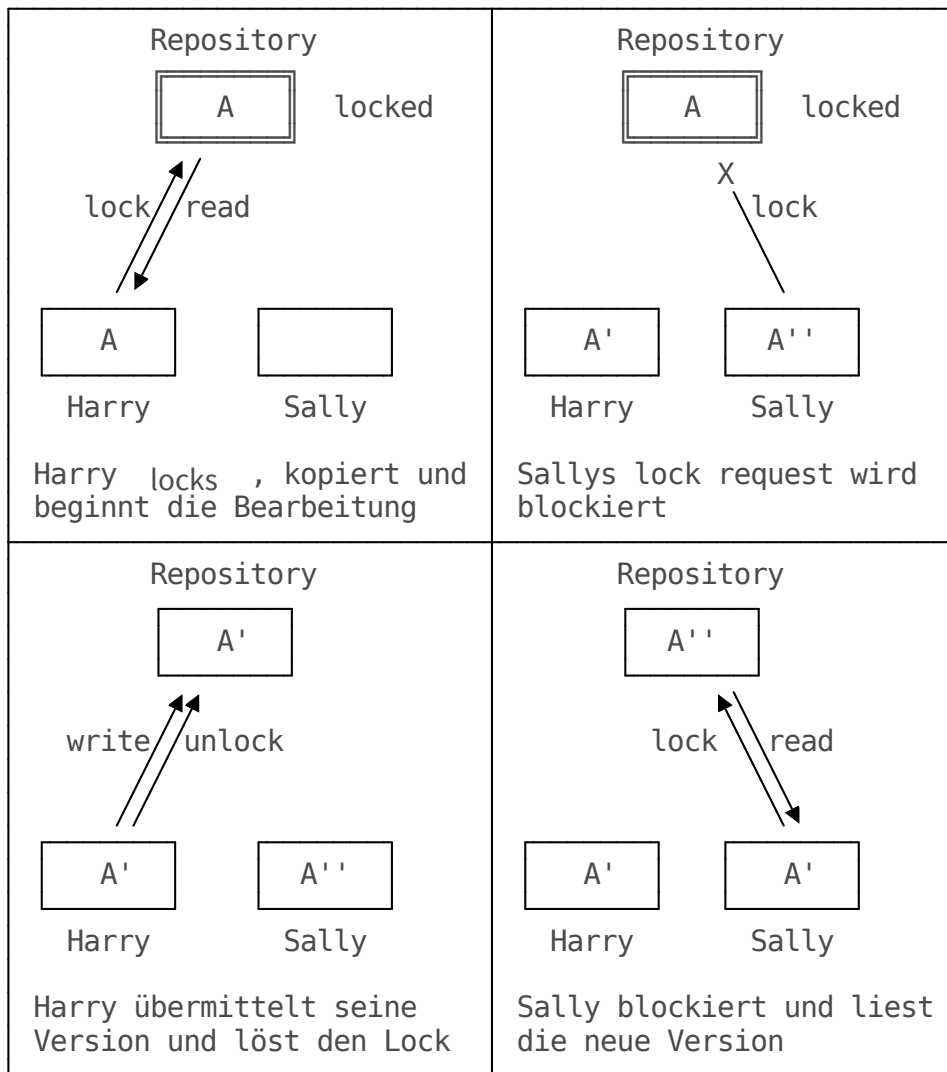 Repository
A locked
lock read
A
Harry Sally
Harry locks , kopiert und
beginnt die Bearbeitung
Repository
A locked
X
lock
A' A''
Harry Sally
Sallys lock request wird
blockiert
Repository
A'
write unlock
A' A''
Harry Sally
Harry übermittelt seine
Version und löst den Lock
Repository
A''
lock read
A' A'
Harry Sally
Sally blockiert und liest
die neue Version